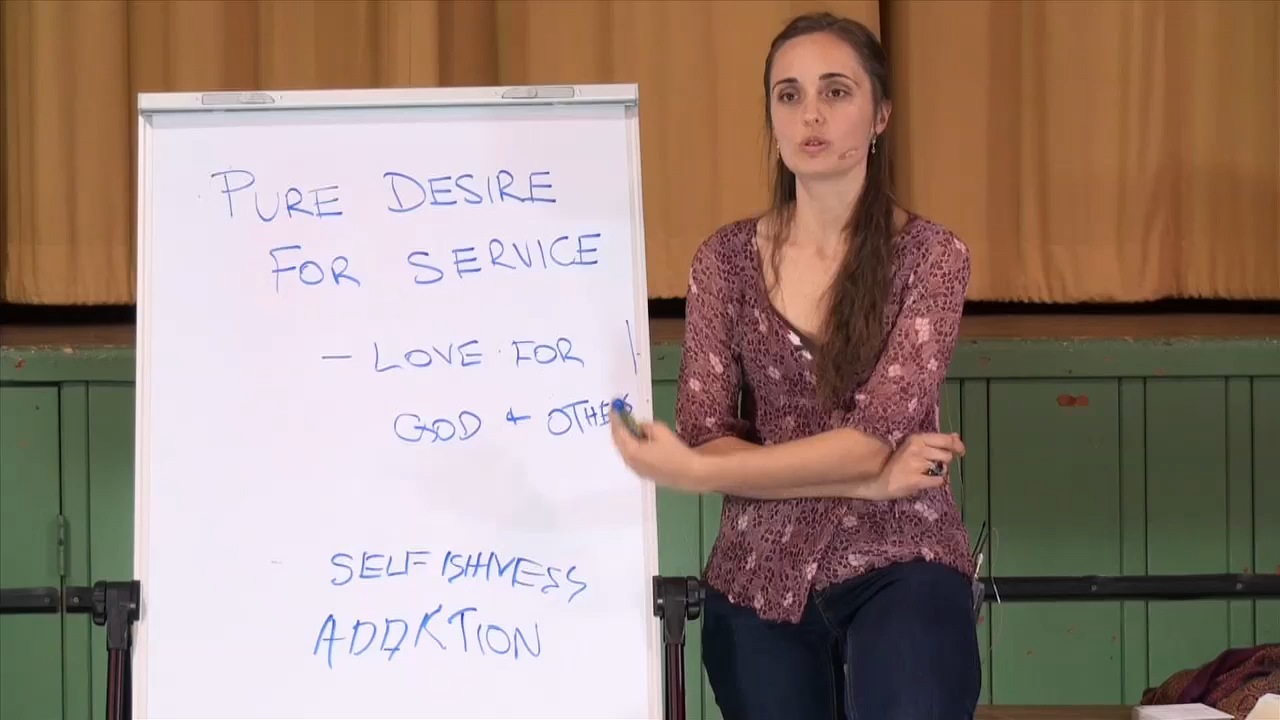 PURE DESIRE
FOR SERVICE
- LOVE FOR
GOD + OTHERS
SELFISHNESS
ADDICTION